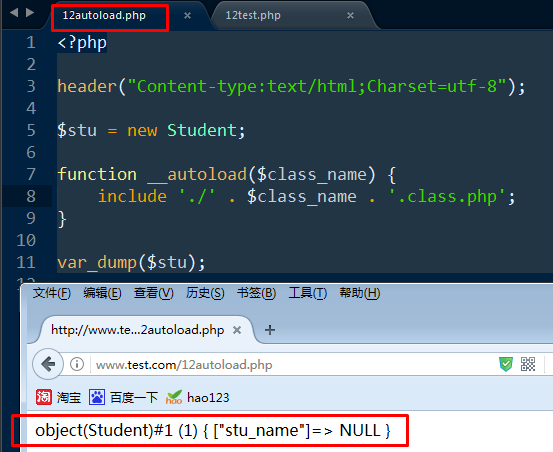 12autoload.php × 12test.php ×
1 <?php
2
3 header("Content-type:text/html;Charset=utf-8");
4
5 $stu = new Student;
6
7 function __autoload($class_name) {
8     include './' . $class_name . '.class.php';
9 }
10
11 var_dump($stu);
文件(F) 编辑(E) 查看(V) 历史(S) 书签(B) 工具(T) 帮助(H)
http://www.te...2autoload.php × +
www.test.com/12autoload.php
淘 淘宝 百度一下 hao hao123
object(Student)#1 (1) { ["stu_name"]=> NULL }